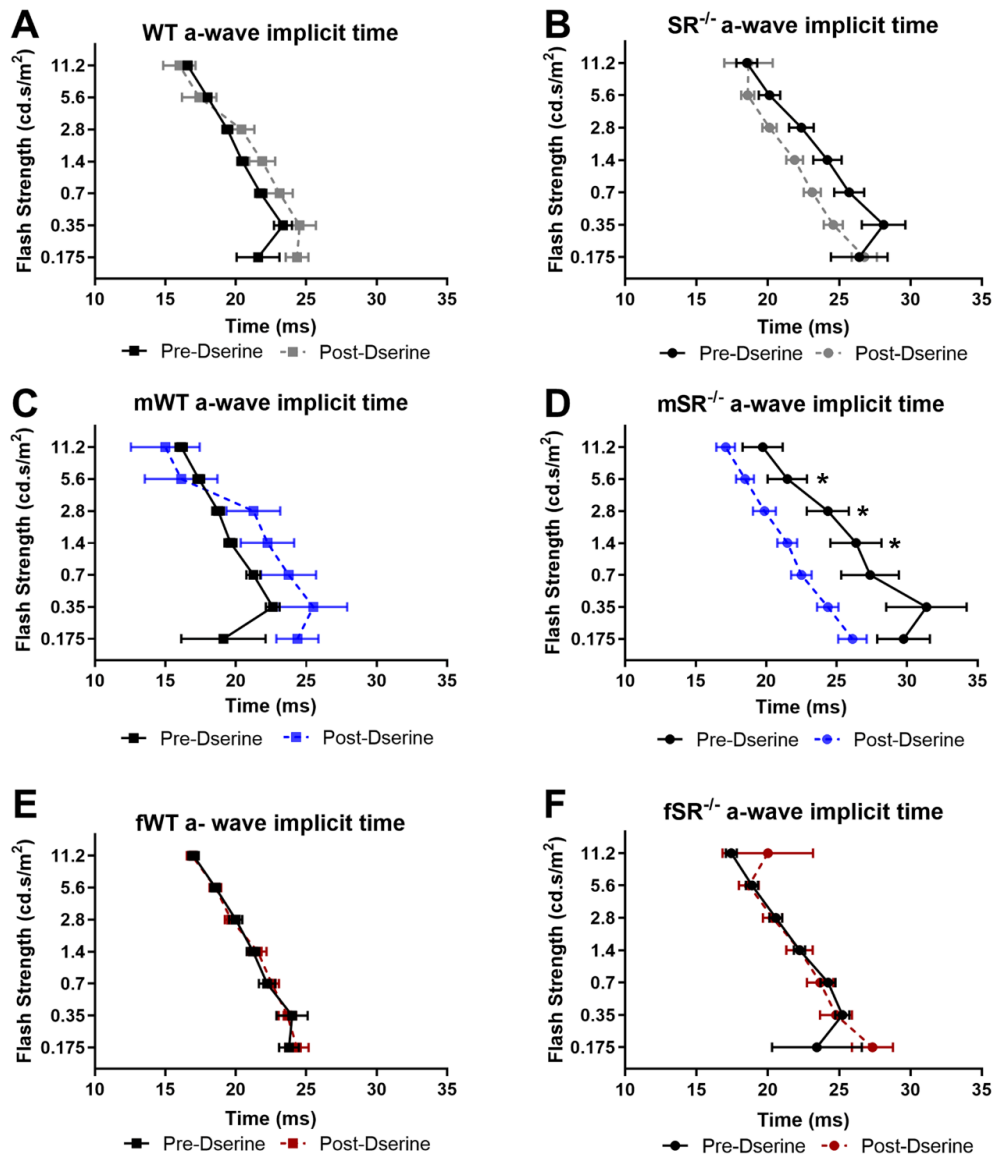 A
WT a-wave implicit time
Flash Strength (cd.s/m²)
11.2
5.6
2.8
1.4
0.7
0.35
0.175
10 15 20 25 30 35
Time (ms)
Pre-Dserine Post-Dserine
B
SR⁻/⁻ a-wave implicit time
Flash Strength (cd.s/m²)
11.2
5.6
2.8
1.4
0.7
0.35
0.175
10 15 20 25 30 35
Time (ms)
Pre-Dserine Post-Dserine
C
mWT a-wave implicit time
Flash Strength (cd.s/m²)
11.2
5.6
2.8
1.4
0.7
0.35
0.175
10 15 20 25 30 35
Time (ms)
Pre-Dserine Post-Dserine
D
mSR⁻/⁻ a-wave implicit time
Flash Strength (cd.s/m²)
11.2
5.6 *
2.8 *
1.4 *
0.7
0.35
0.175
10 15 20 25 30 35
Time (ms)
Pre-Dserine Post-Dserine
E
fWT a- wave implicit time
Flash Strength (cd.s/m²)
11.2
5.6
2.8
1.4
0.7
0.35
0.175
10 15 20 25 30 35
Time (ms)
Pre-Dserine Post-Dserine
F
fSR⁻/⁻ a-wave implicit time
Flash Strength (cd.s/m²)
11.2
5.6
2.8
1.4
0.7
0.35
0.175
10 15 20 25 30 35
Time (ms)
Pre-Dserine Post-Dserine